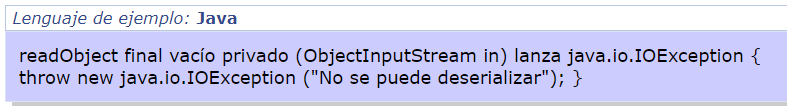 Lenguaje de ejemplo: Java
readObject final vacío privado (ObjectInputStream in) lanza java.io.IOException {
throw new java.io.IOException ("No se puede deserializar"); }